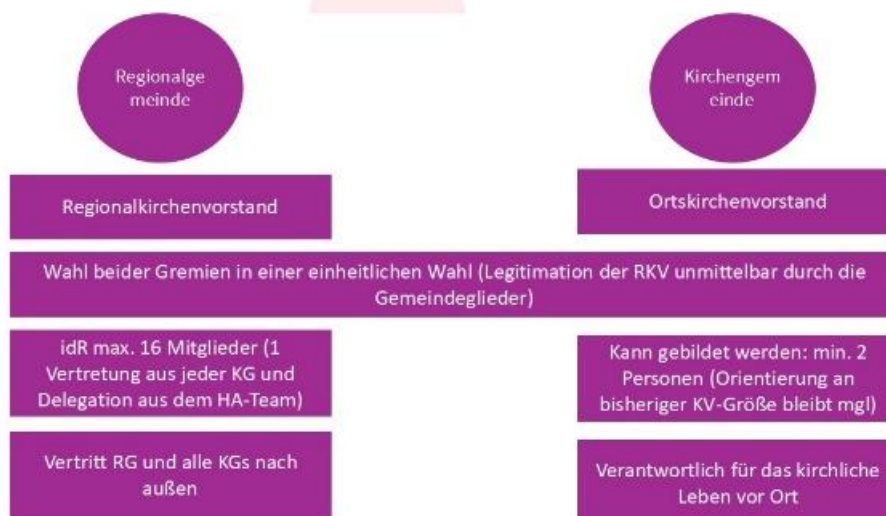 Regionalge
meinde
Kirchengem
einde
Regionalkirchenvorstand
Ortskirchenvorstand
Wahl beider Gremien in einer einheitlichen Wahl (Legitimation der RKV unmittelbar durch die
Gemeindeglieder)
idR max. 16 Mitglieder (1
Vertretung aus jeder KG und
Delegation aus dem HA-Team)
Kann gebildet werden: min. 2
Personen (Orientierung an
bisheriger KV-Größe bleibt mgl)
Vertritt RG und alle KGs nach
außen
Verantwortlich für das kirchliche
Leben vor Ort